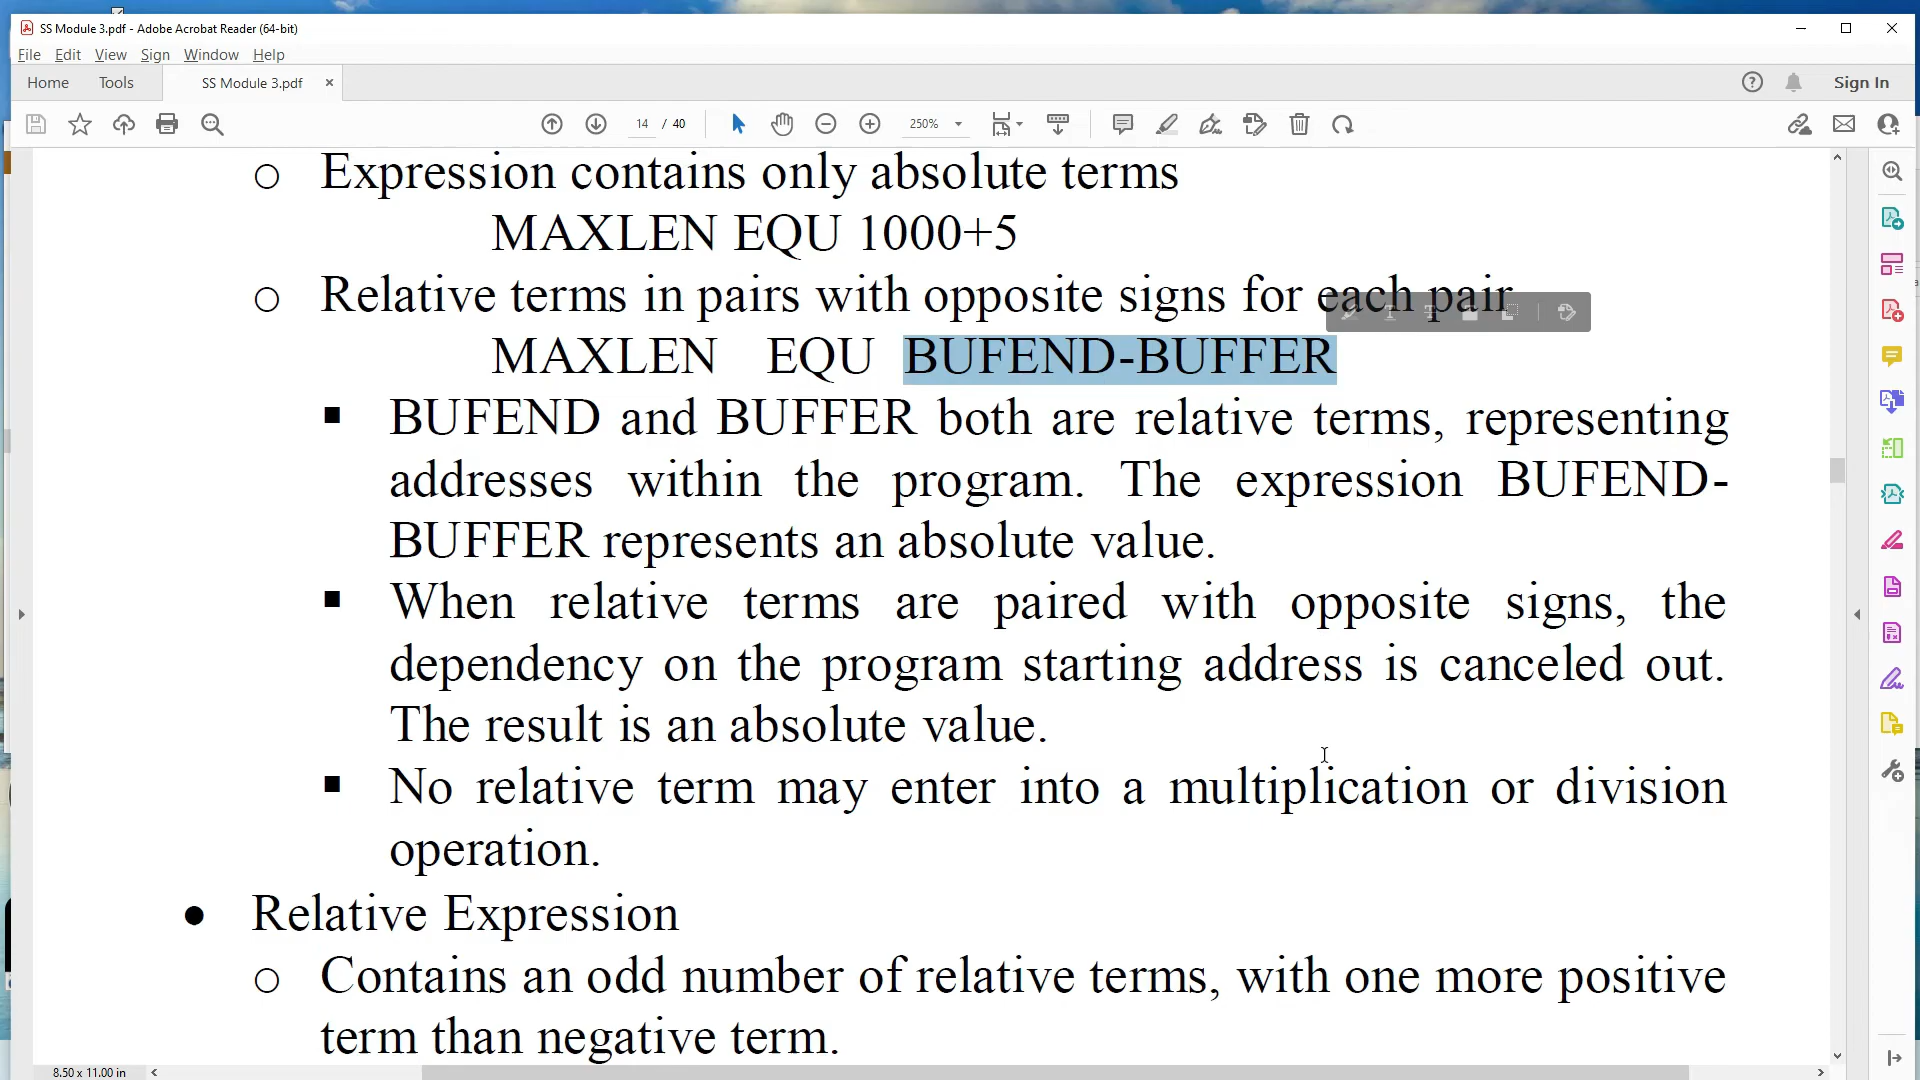 SS Module 3.pdf - Adobe Acrobat Reader (64-bit)
File Edit View Sign Window Help
Home Tools SS Module 3.pdf × Sign In
14 / 40 250%
o Expression contains only absolute terms
MAXLEN EQU 1000+5
o Relative terms in pairs with opposite signs for each pair
MAXLEN EQU BUFEND-BUFFER
▪ BUFEND and BUFFER both are relative terms, representing
addresses within the program. The expression BUFEND-
BUFFER represents an absolute value.
▪ When relative terms are paired with opposite signs, the
dependency on the program starting address is canceled out.
The result is an absolute value.
▪ No relative term may enter into a multiplication or division
operation.
● Relative Expression
o Contains an odd number of relative terms, with one more positive
term than negative term.
8.50 x 11.00 in